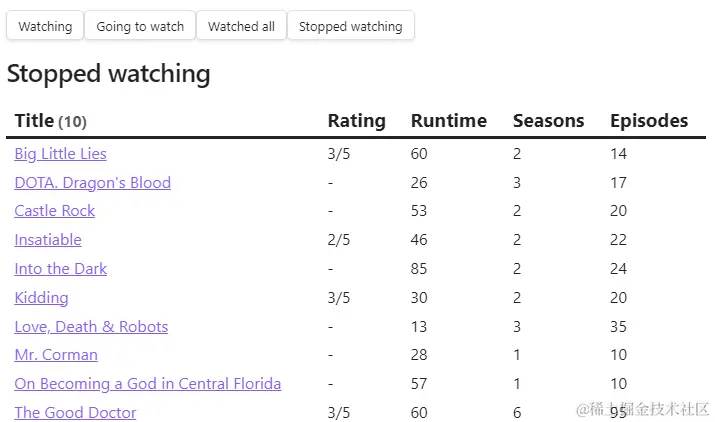 Watching Going to watch Watched all Stopped watching
Stopped watching
Title (10) Rating Runtime Seasons Episodes
Big Little Lies 3/5 60 2 14
DOTA. Dragon's Blood - 26 3 17
Castle Rock - 53 2 20
Insatiable 2/5 46 2 22
Into the Dark - 85 2 24
Kidding 3/5 30 2 20
Love, Death & Robots - 13 3 35
Mr. Corman - 28 1 10
On Becoming a God in Central Florida - 57 1 10
The Good Doctor 3/5 60 6 95
@稀土掘金技术社区